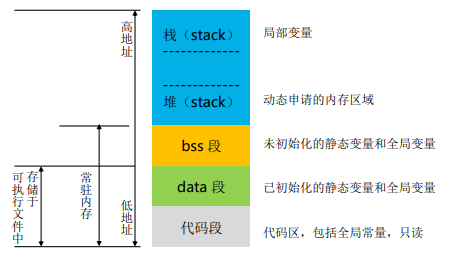 高地址
栈（stack）
局部变量
堆（stack）
动态申请的内存区域
bss 段
未初始化的静态变量和全局变量
存储于
可执行文件中
常驻内存
低地址
data 段
已初始化的静态变量和全局变量
代码段
代码区，包括全局常量，只读